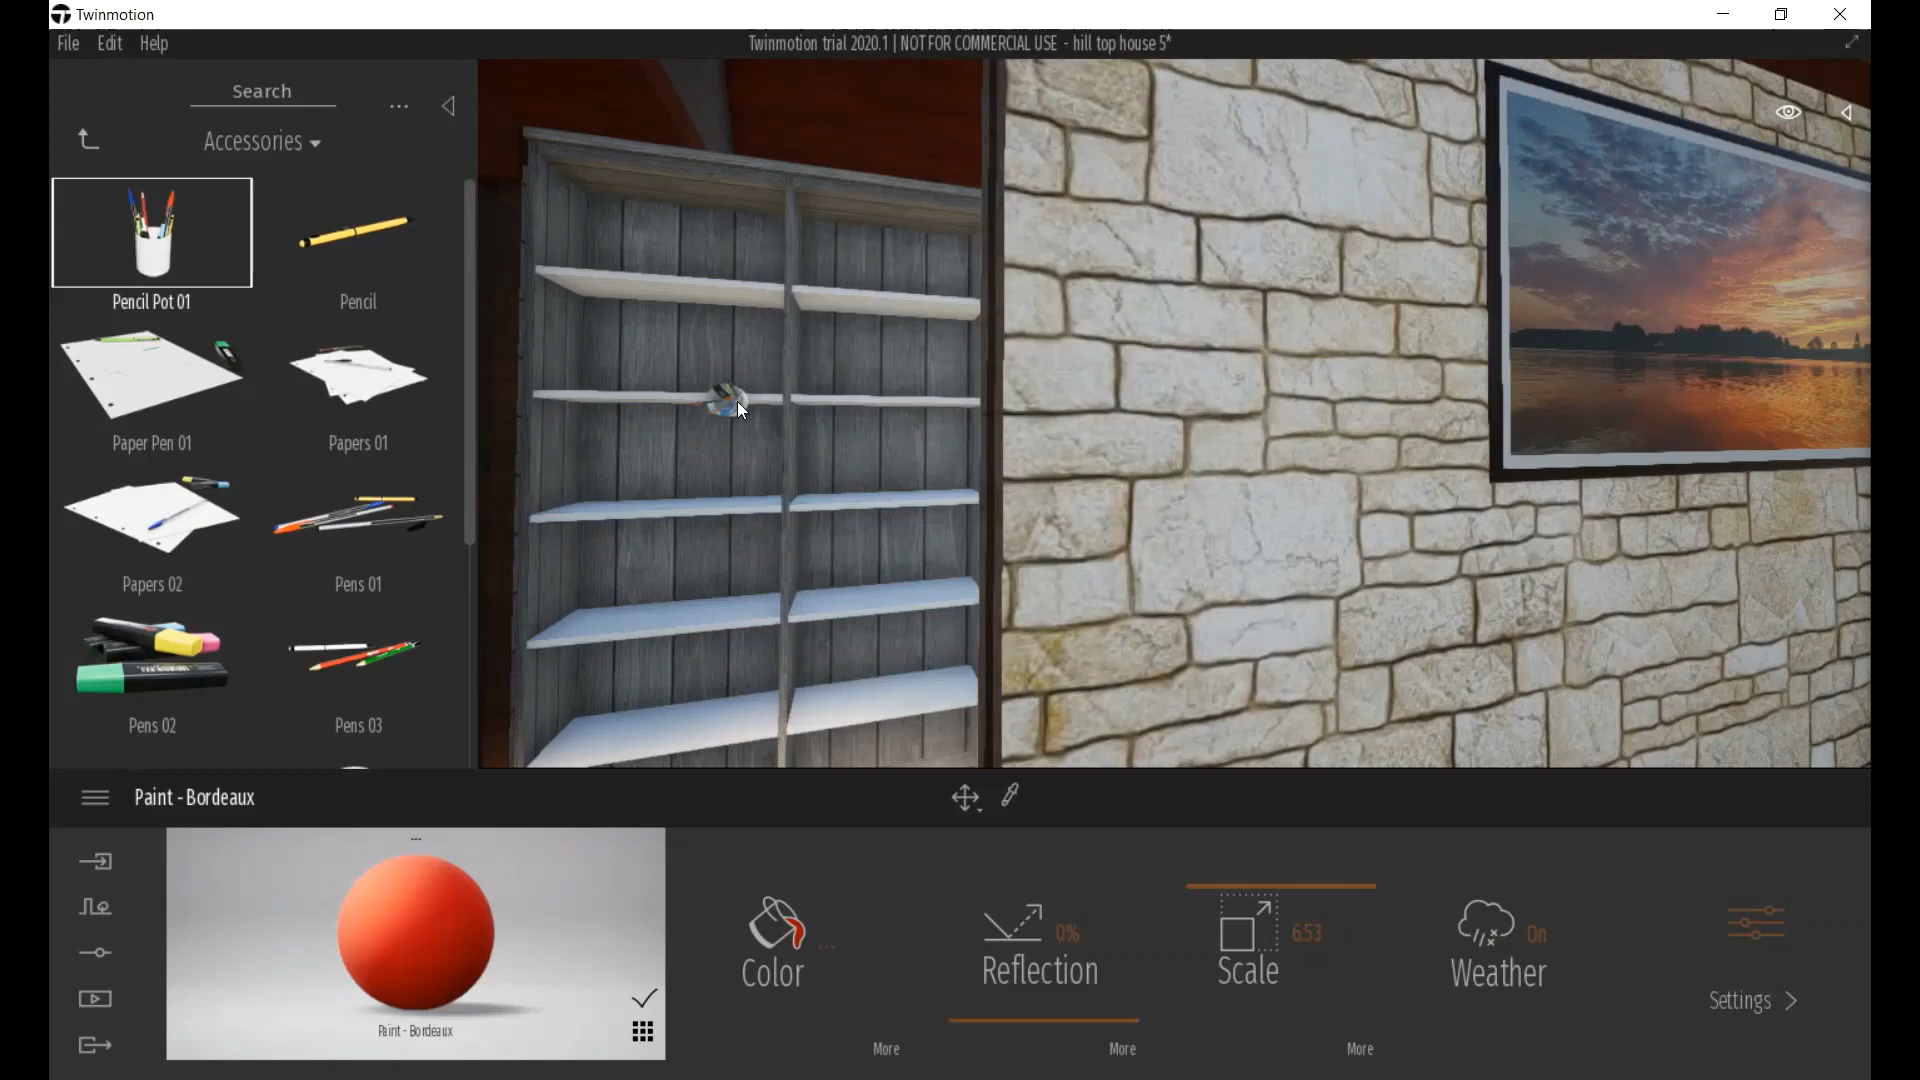 Twinmotion
File Edit Help
Twinmotion trial 2020.1 | NOT FOR COMMERCIAL USE - hill top house 5*
Search
...
Accessories
Pencil Pot 01
Pencil
Paper Pen 01
Papers 01
Papers 02
Pens 01
Pens 02
Pens 03
Paint - Bordeaux
...
Paint - Bordeaux
Color ...
Reflection 0%
Scale 6.53
Weather On
Settings
More
More
More